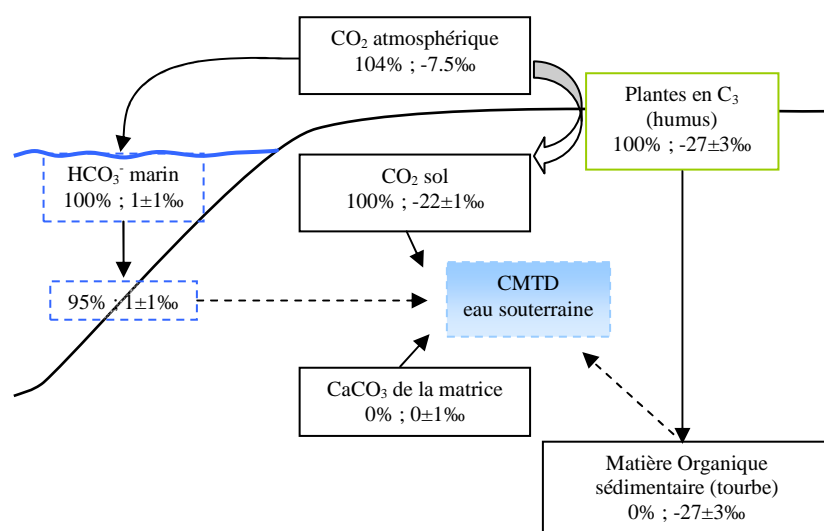 CO₂ atmosphérique
104% ; -7.5‰
Plantes en C₃
(humus)
100% ; -27±3‰
HCO₃⁻ marin
100% ; 1±1‰
CO₂ sol
100% ; -22±1‰
95% ; 1±1‰
CMTD
eau souterraine
CaCO₃ de la matrice
0% ; 0±1‰
Matière Organique
sédimentaire (tourbe)
0% ; -27±3‰